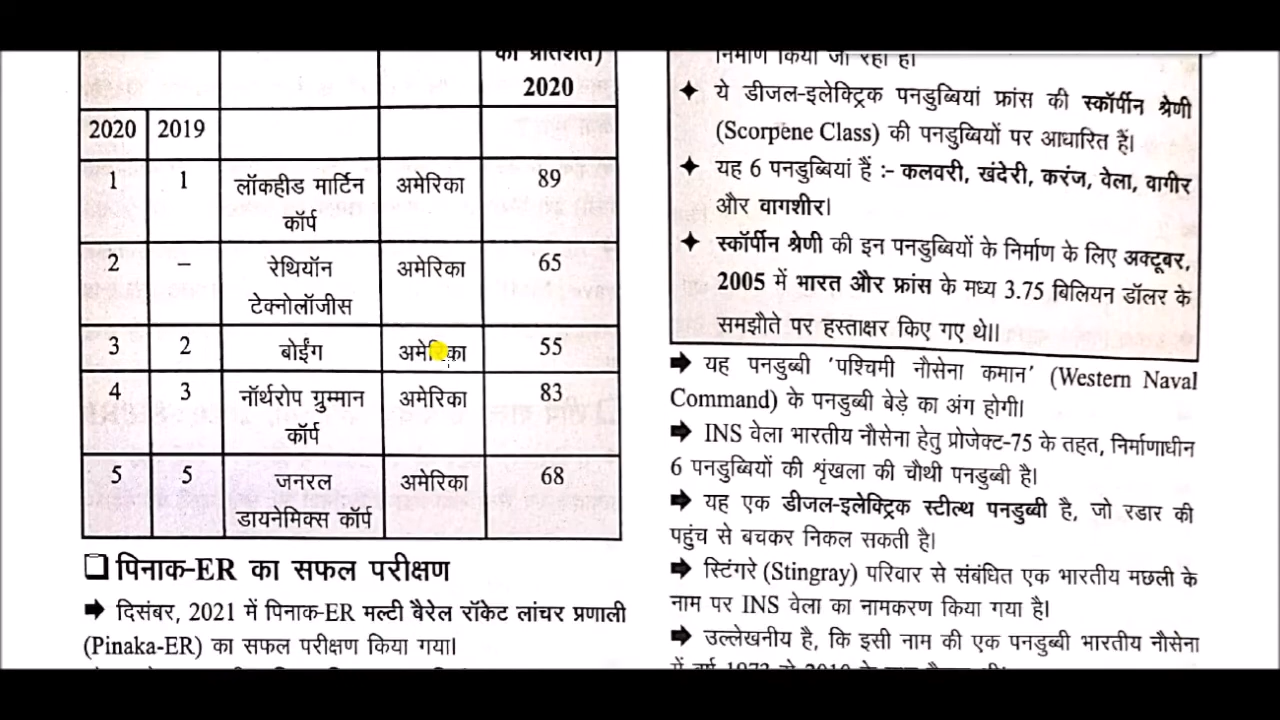 का प्रतिशत)
2020
2020 2019
1 1 लॉकहीड मार्टिन अमेरिका 89
कॉर्प
2 – रेथियॉन अमेरिका 65
टेक्नोलॉजीस
3 2 बोईंग अमेरिका 55
4 3 नॉर्थरोप ग्रुम्मान अमेरिका 83
कॉर्प
5 5 जनरल अमेरिका 68
डायनेमिक्स कॉर्प
❑ पिनाक-ER का सफल परीक्षण
➡ दिसंबर, 2021 में पिनाक-ER मल्टी बैरेल रॉकेट लांचर प्रणाली
(Pinaka-ER) का सफल परीक्षण किया गया।
निर्माण किया जा रहा है।
✦ ये डीजल-इलेक्ट्रिक पनडुब्बियां फ्रांस की स्कॉर्पीन श्रेणी
(Scorpene Class) की पनडुब्बियों पर आधारित हैं।
✦ यह 6 पनडुब्बियां हैं :- कलवरी, खंदेरी, करंज, वेला, वागीर
और वागशीर।
✦ स्कॉर्पीन श्रेणी की इन पनडुब्बियों के निर्माण के लिए अक्टूबर,
2005 में भारत और फ्रांस के मध्य 3.75 बिलियन डॉलर के
समझौते पर हस्ताक्षर किए गए थे।।
➡ यह पनडुब्बी 'पश्चिमी नौसेना कमान' (Western Naval
Command) के पनडुब्बी बेड़े का अंग होगी।
➡ INS वेला भारतीय नौसेना हेतु प्रोजेक्ट-75 के तहत, निर्माणाधीन
6 पनडुब्बियों की शृंखला की चौथी पनडुब्बी है।
➡ यह एक डीजल-इलेक्ट्रिक स्टील्थ पनडुब्बी है, जो रडार की
पहुंच से बचकर निकल सकती है।
➡ स्टिंगरे (Stingray) परिवार से संबंधित एक भारतीय मछली के
नाम पर INS वेला का नामकरण किया गया है।
➡ उल्लेखनीय है, कि इसी नाम की एक पनडुब्बी भारतीय नौसेना
में वर्ष 1973 से 2010 के